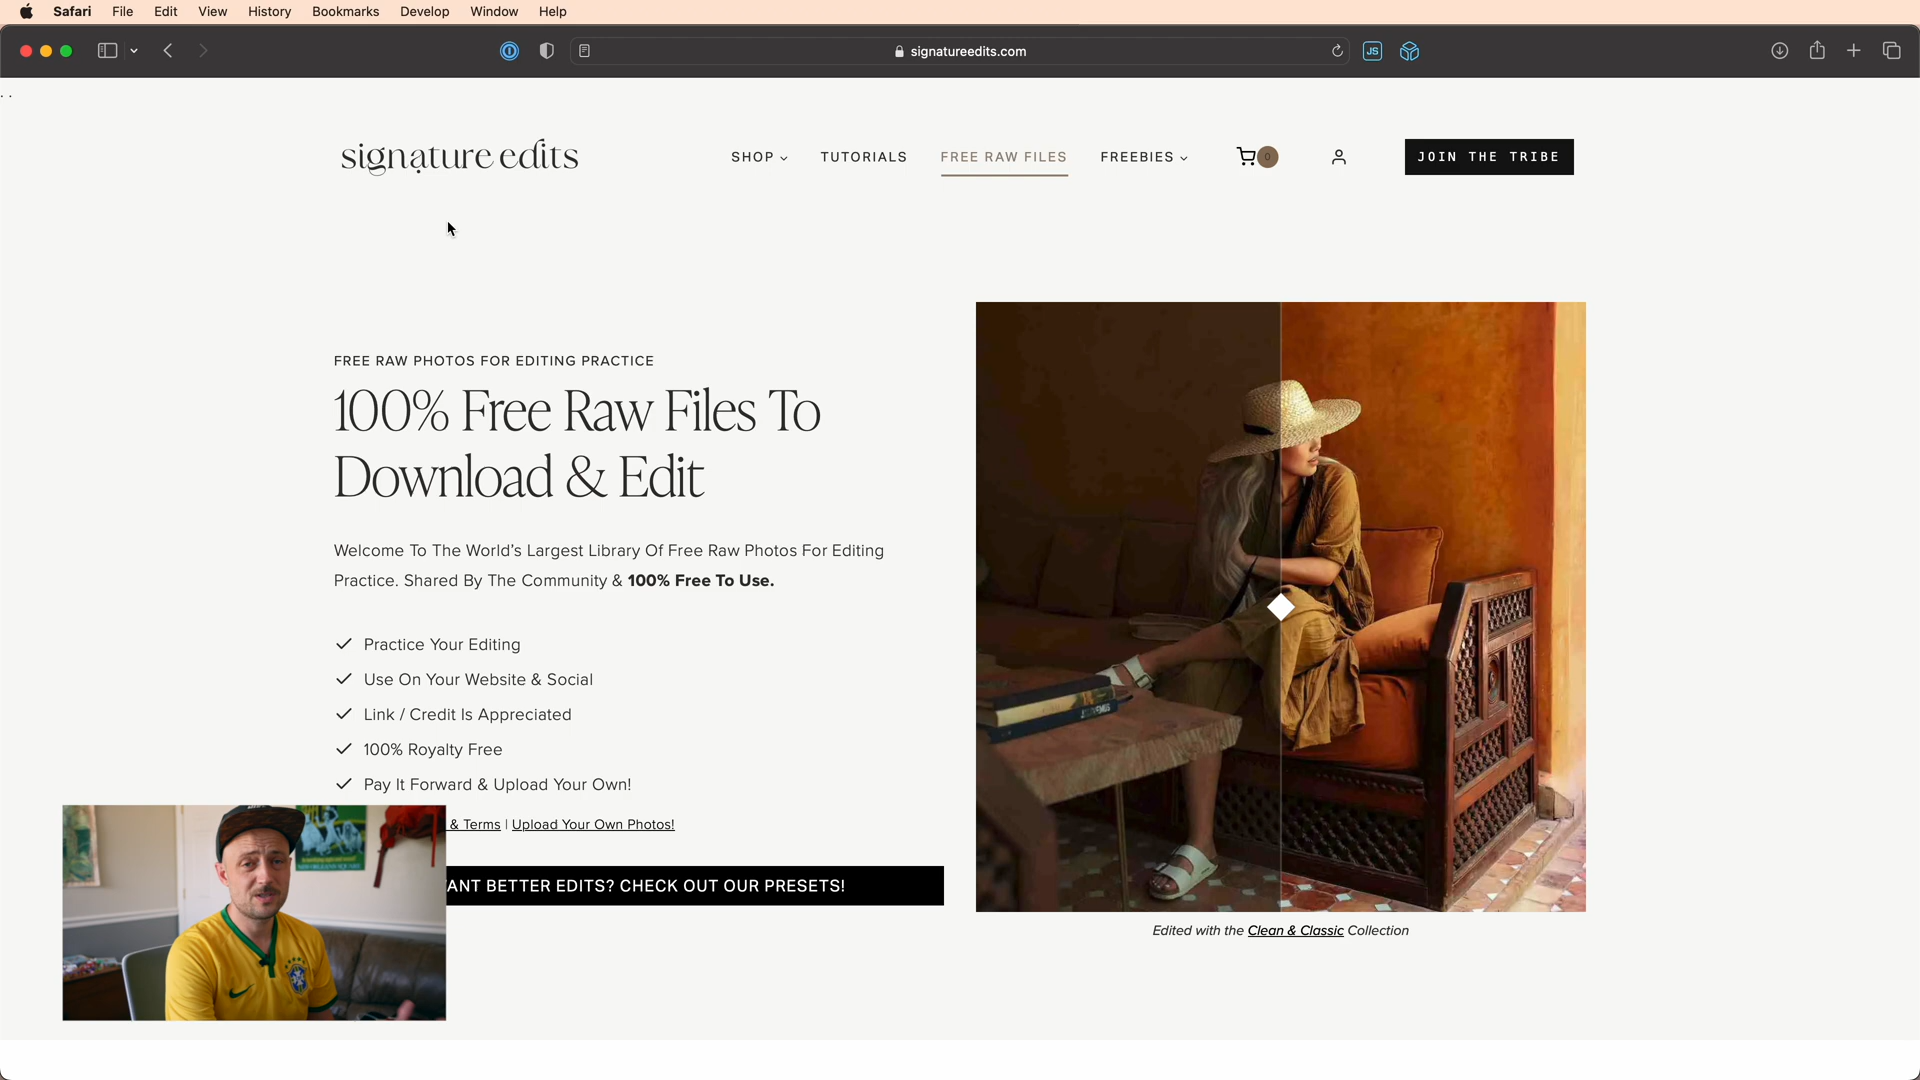 Safari File Edit View History Bookmarks Develop Window Help
signatureedits.com
JS
signature edits
SHOP TUTORIALS FREE RAW FILES FREEBIES 0 JOIN THE TRIBE
FREE RAW PHOTOS FOR EDITING PRACTICE
100% Free Raw Files To
Download & Edit
Welcome To The World's Largest Library Of Free Raw Photos For Editing
Practice. Shared By The Community & 100% Free To Use.
Practice Your Editing
Use On Your Website & Social
Link / Credit Is Appreciated
100% Royalty Free
Pay It Forward & Upload Your Own!
& Terms | Upload Your Own Photos!
ANT BETTER EDITS? CHECK OUT OUR PRESETS!
Edited with the Clean & Classic Collection